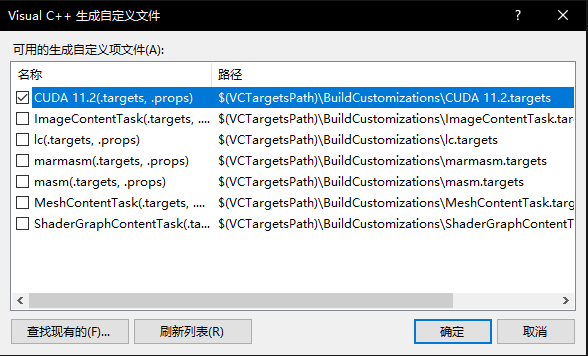 Visual C++ 生成自定义文件
可用的生成自定义项文件(A):
名称 路径
CUDA 11.2(.targets, .props) $(VCTargetsPath)\BuildCustomizations\CUDA 11.2.targets
ImageContentTask(.targets, .... $(VCTargetsPath)\BuildCustomizations\ImageContentTask.tar
lc(.targets, .props) $(VCTargetsPath)\BuildCustomizations\lc.targets
marmasm(.targets, .props) $(VCTargetsPath)\BuildCustomizations\marmasm.targets
masm(.targets, .props) $(VCTargetsPath)\BuildCustomizations\masm.targets
MeshContentTask(.targets, .... $(VCTargetsPath)\BuildCustomizations\MeshContentTask.targ
ShaderGraphContentTask(.ta... $(VCTargetsPath)\BuildCustomizations\ShaderGraphContentT
查找现有的(F)... 刷新列表(R) 确定 取消